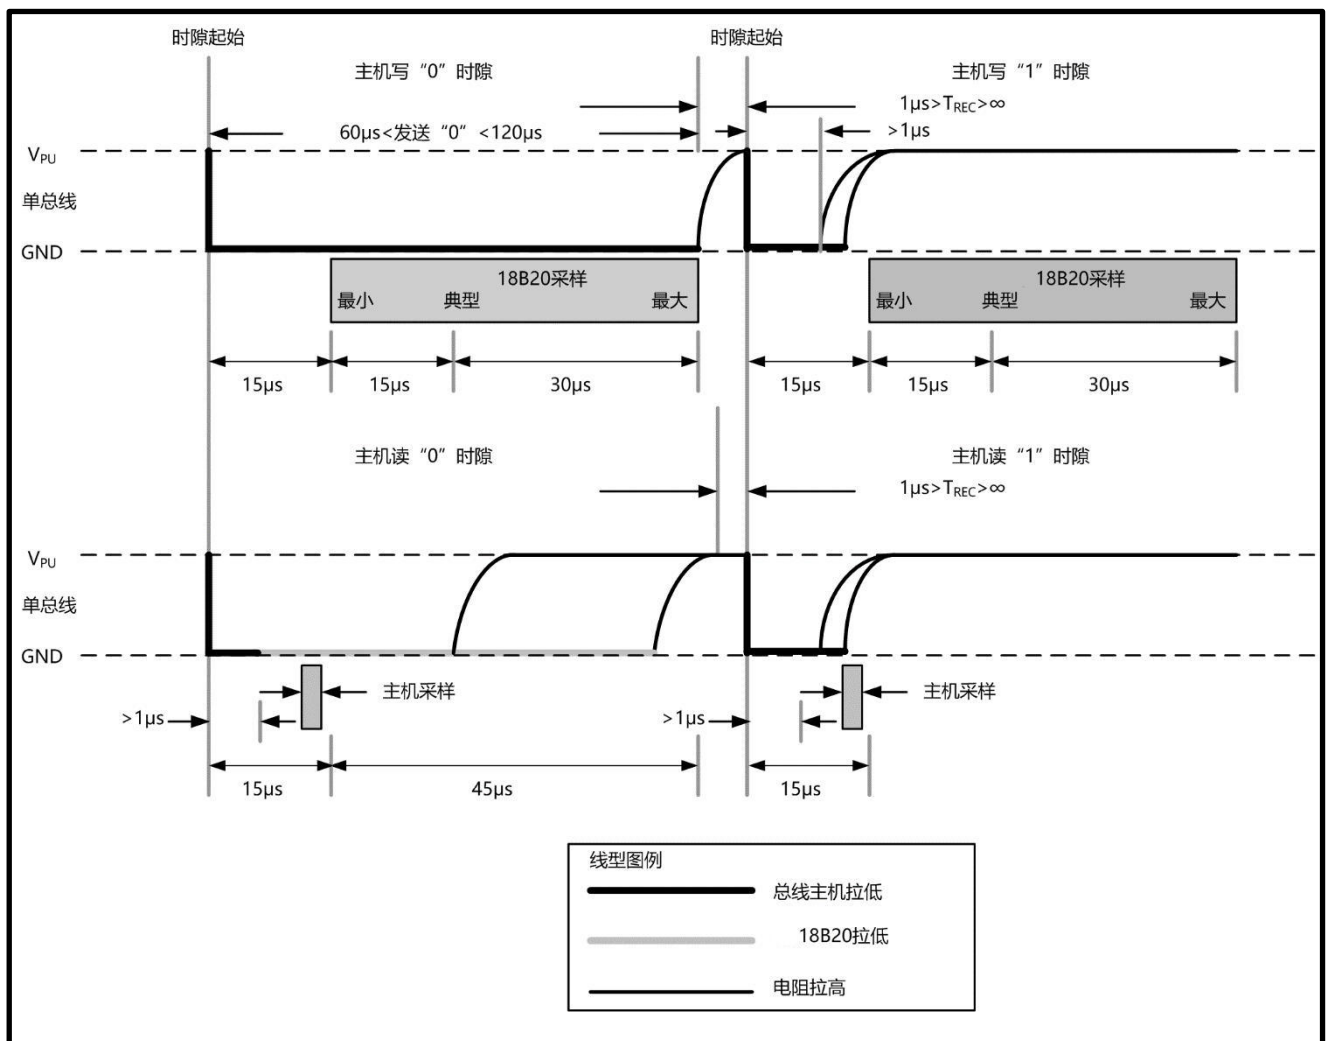 时隙起始 时隙起始
主机写“0”时隙 主机写“1”时隙
1μs>TREC>∞
60μs<发送“0”<120μs >1μs
VPU
单总线
GND
18B20采样 18B20采样
最小 典型 最大 最小 典型 最大
15μs 15μs 30μs 15μs 15μs 30μs
主机读“0”时隙 主机读“1”时隙
1μs>TREC>∞
VPU
单总线
GND
主机采样 主机采样
>1μs >1μs
15μs 45μs 15μs
线型图例
总线主机拉低
18B20拉低
电阻拉高